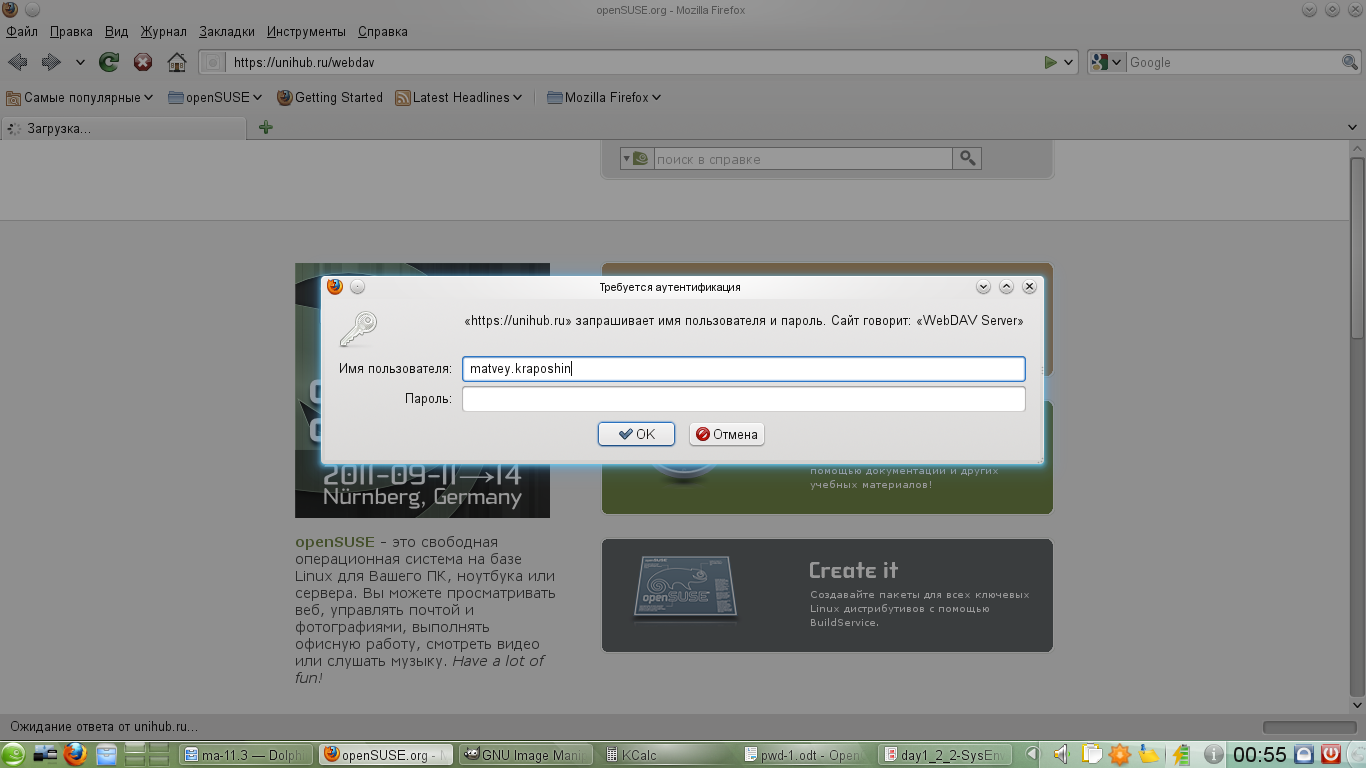 openSUSE.org - Mozilla Firefox
Файл Правка Вид Журнал Закладки Инструменты Справка
https://unihub.ru/webdav
Google
Самые популярные openSUSE Getting Started Latest Headlines Mozilla Firefox
Загрузка...
поиск в справке
Требуется аутентификация
«https://unihub.ru» запрашивает имя пользователя и пароль. Сайт говорит: «WebDAV Server»
Имя пользователя: matvey.kraposhin
Пароль:
OK Отмена
2011-09-11→14
Nürnberg, Germany
помощью документации и других
учебных материалов!
openSUSE - это свободная
операционная система на базе
Linux для Вашего ПК, ноутбука или
сервера. Вы можете просматривать
веб, управлять почтой и
фотографиями, выполнять
офисную работу, смотреть видео
или слушать музыку. Have a lot of
fun!
openSUSE
Create it
Создавайте пакеты для всех ключевых
Linux дистрибутивов с помощью
BuildService.
Ожидание ответа от unihub.ru...
ma-11.3 — Dolph openSUSE.org - GNU Image Mani KCalc pwd-1.odt - Open day1_2_2-SysEnv 00:55